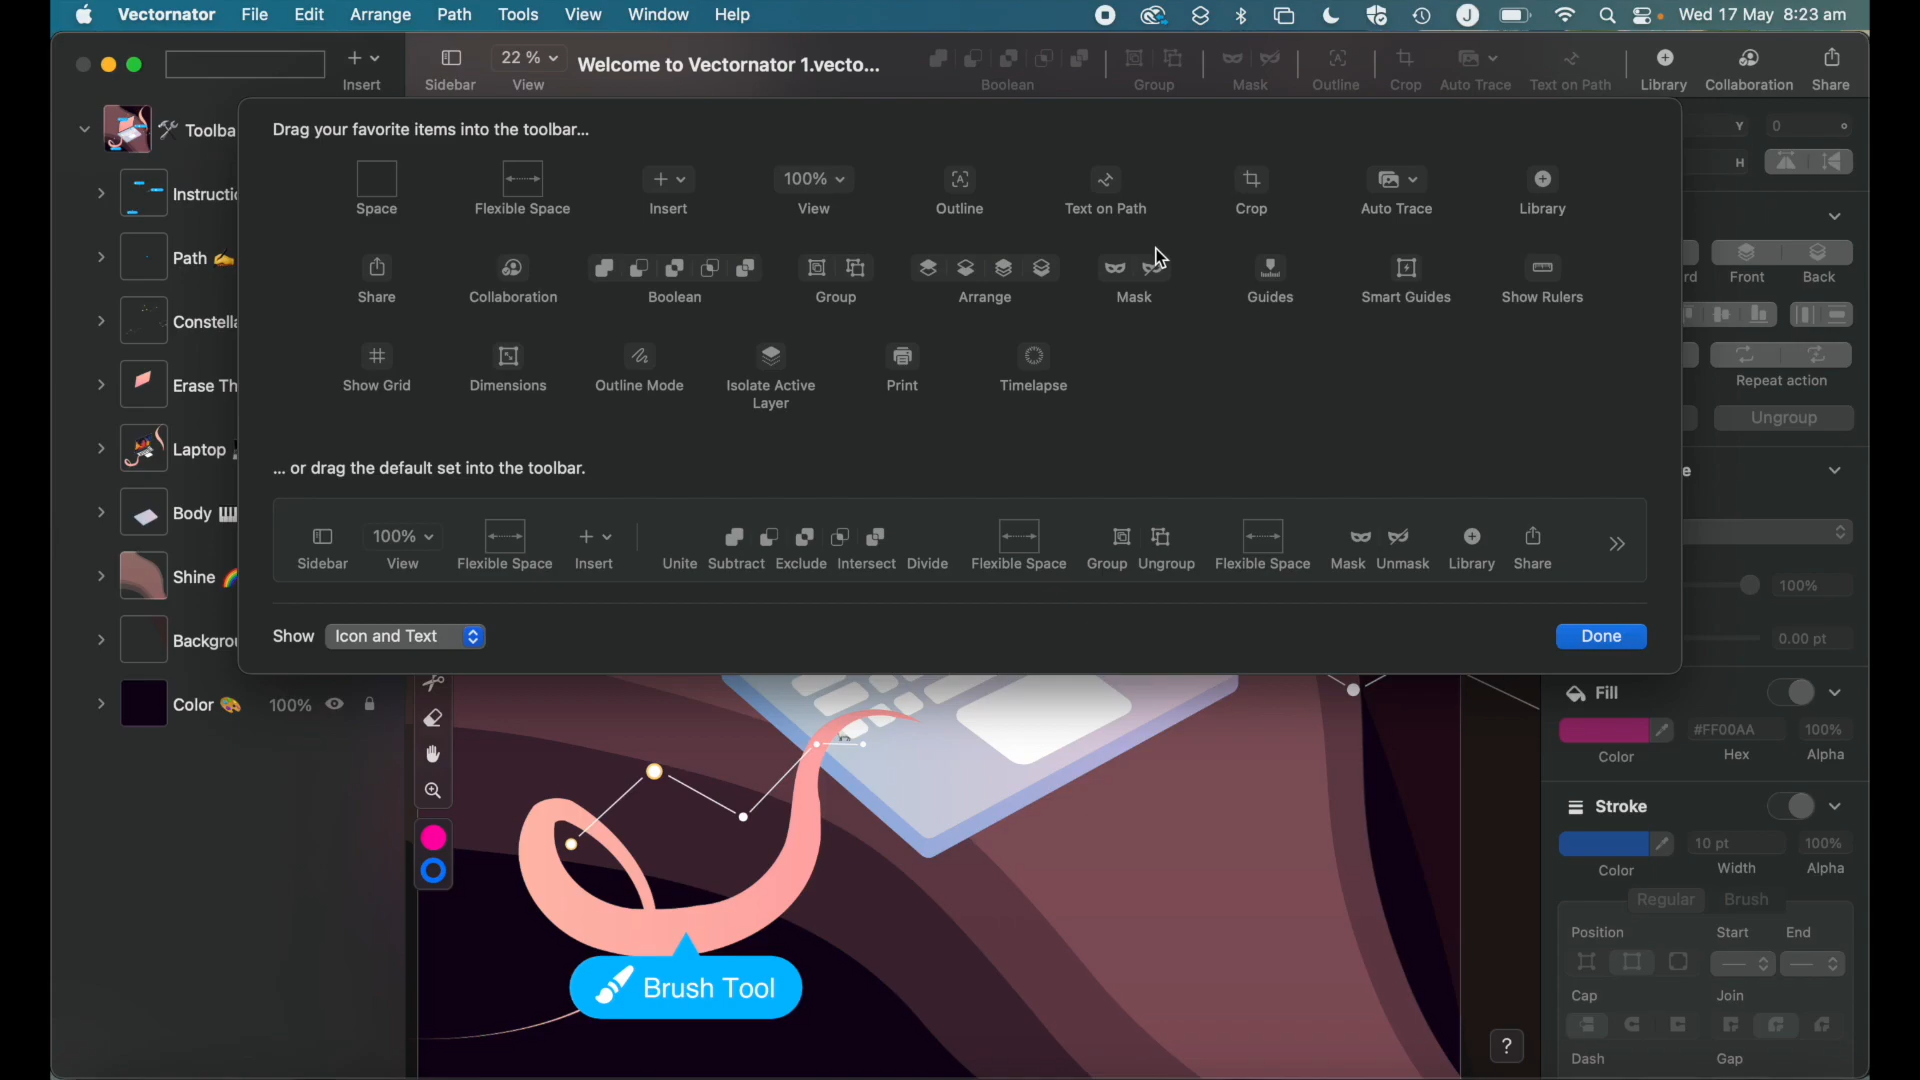 Vectornator File Edit Arrange Path Tools View Window Help Wed 17 May 8:23 am
Insert Sidebar 22 % View Welcome to Vectornator 1.vecto... Boolean Group Mask Outline Crop Auto Trace Text on Path Library Collaboration Share
Drag your favorite items into the toolbar...
Space Flexible Space Insert 100% View Outline Text on Path Crop Auto Trace Library
Share Collaboration Boolean Group Arrange Mask Guides Smart Guides Show Rulers
Show Grid Dimensions Outline Mode Isolate Active Layer Print Timelapse
... or drag the default set into the toolbar.
Sidebar 100% View Flexible Space Insert Unite Subtract Exclude Intersect Divide Flexible Space Group Ungroup Flexible Space Mask Unmask Library Share
Show Icon and Text Done
Toolba
Instructi
Path
Constella
Erase Th
Laptop
Body
Shine
Backgrou
Color 100%
Brush Tool
?
Y 0
H
rd Front Back
Repeat action
Ungroup
e
100%
0.00 pt
Fill
#FF00AA 100%
Color Hex Alpha
Stroke
10 pt 100%
Color Width Alpha
Regular Brush
Position Start End
Cap Join
Dash Gap